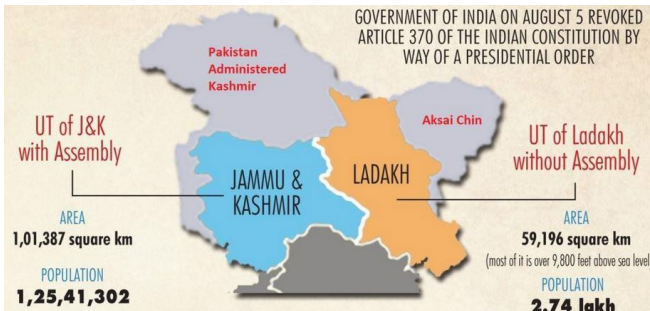 GOVERNMENT OF INDIA ON AUGUST 5 REVOKED
ARTICLE 370 OF THE INDIAN CONSTITUTION BY
WAY OF A PRESIDENTIAL ORDER
Pakistan
Administered
Kashmir
Aksai Chin
UT of J&K
with Assembly
JAMMU &
KASHMIR
LADAKH
UT of Ladakh
without Assembly
AREA
1,01,387 square km
POPULATION
1,25,41,302
AREA
59,196 square km
(most of it is over 9,800 feet above sea level
POPULATION
2.74 lakh